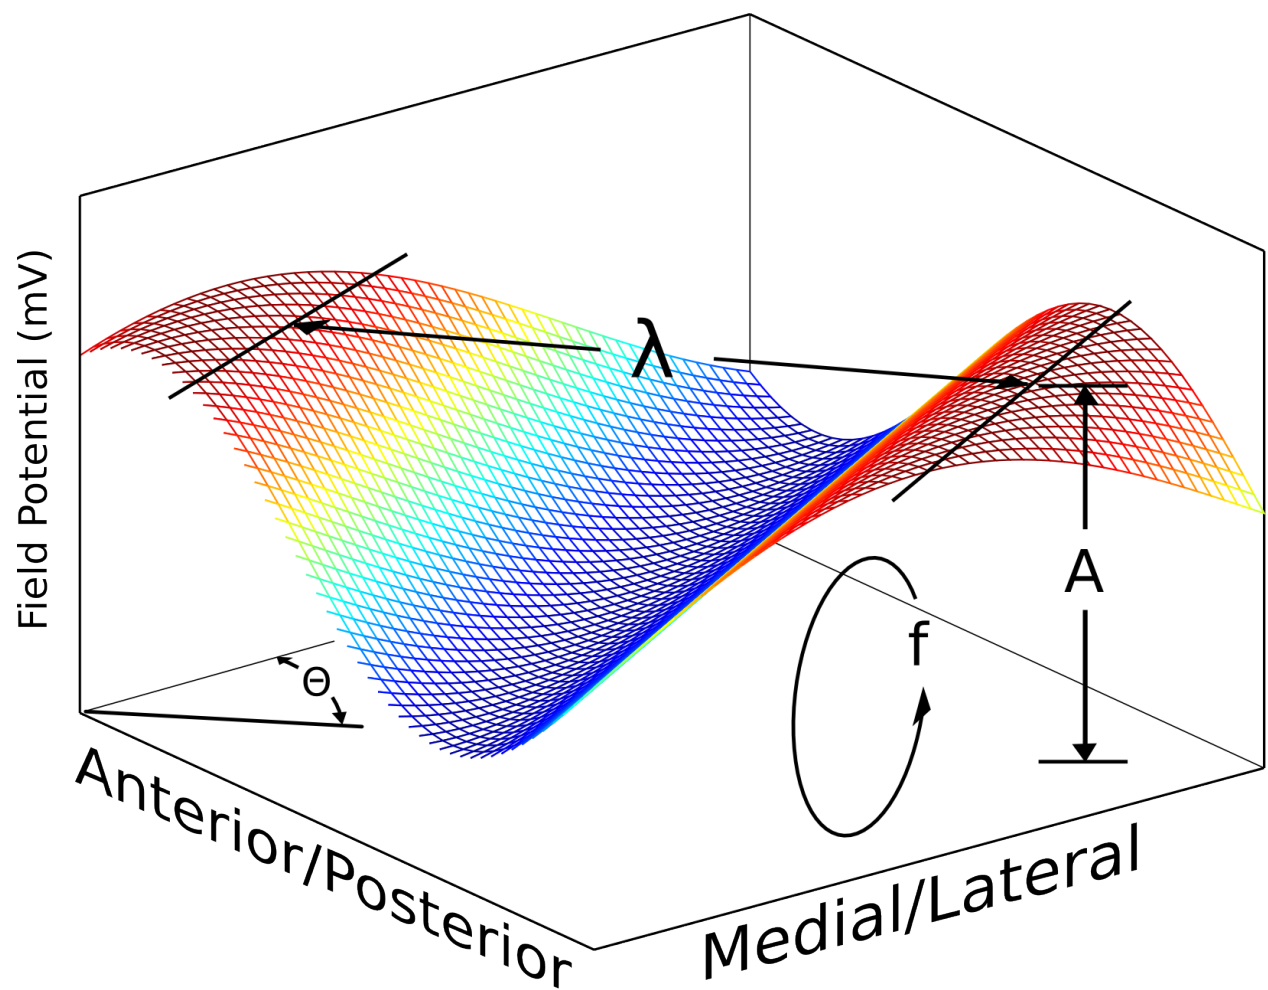 Field Potential (mV)
λ
A
f
Θ
Anterior/Posterior
Medial/Lateral